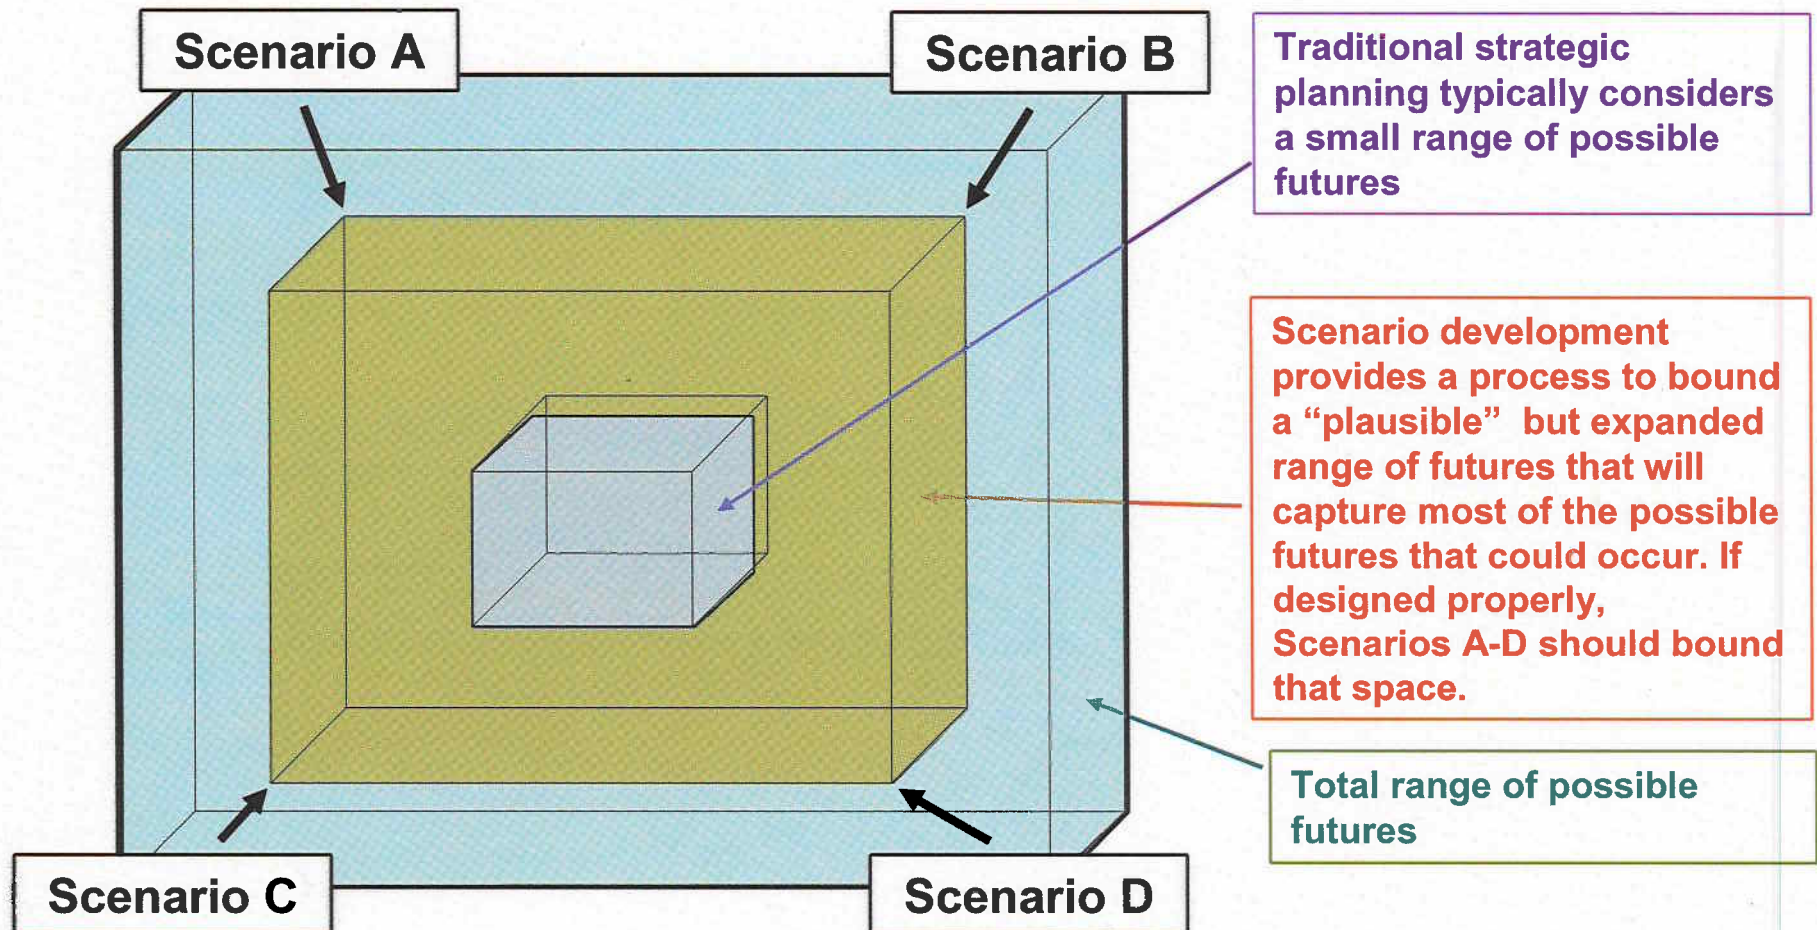 Scenario A
Scenario B
Traditional strategic
planning typically considers
a small range of possible
futures
Scenario development
provides a process to bound
a “plausible” but expanded
range of futures that will
capture most of the possible
futures that could occur. If
designed properly,
Scenarios A-D should bound
that space.
Total range of possible
futures
Scenario C
Scenario D